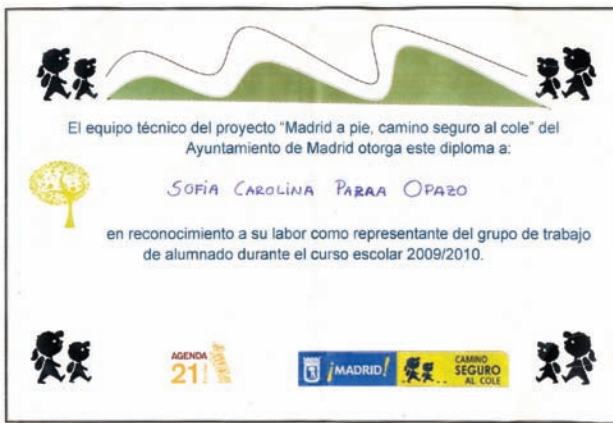 El equipo técnico del proyecto “Madrid a pie, camino seguro al cole” del
Ayuntamiento de Madrid otorga este diploma a:
SOFÍA CAROLINA PARRA OPAZO
en reconocimiento a su labor como representante del grupo de trabajo
de alumnado durante el curso escolar 2009/2010.
AGENDA
21
¡MADRID!
CAMINO
SEGURO
AL COLE